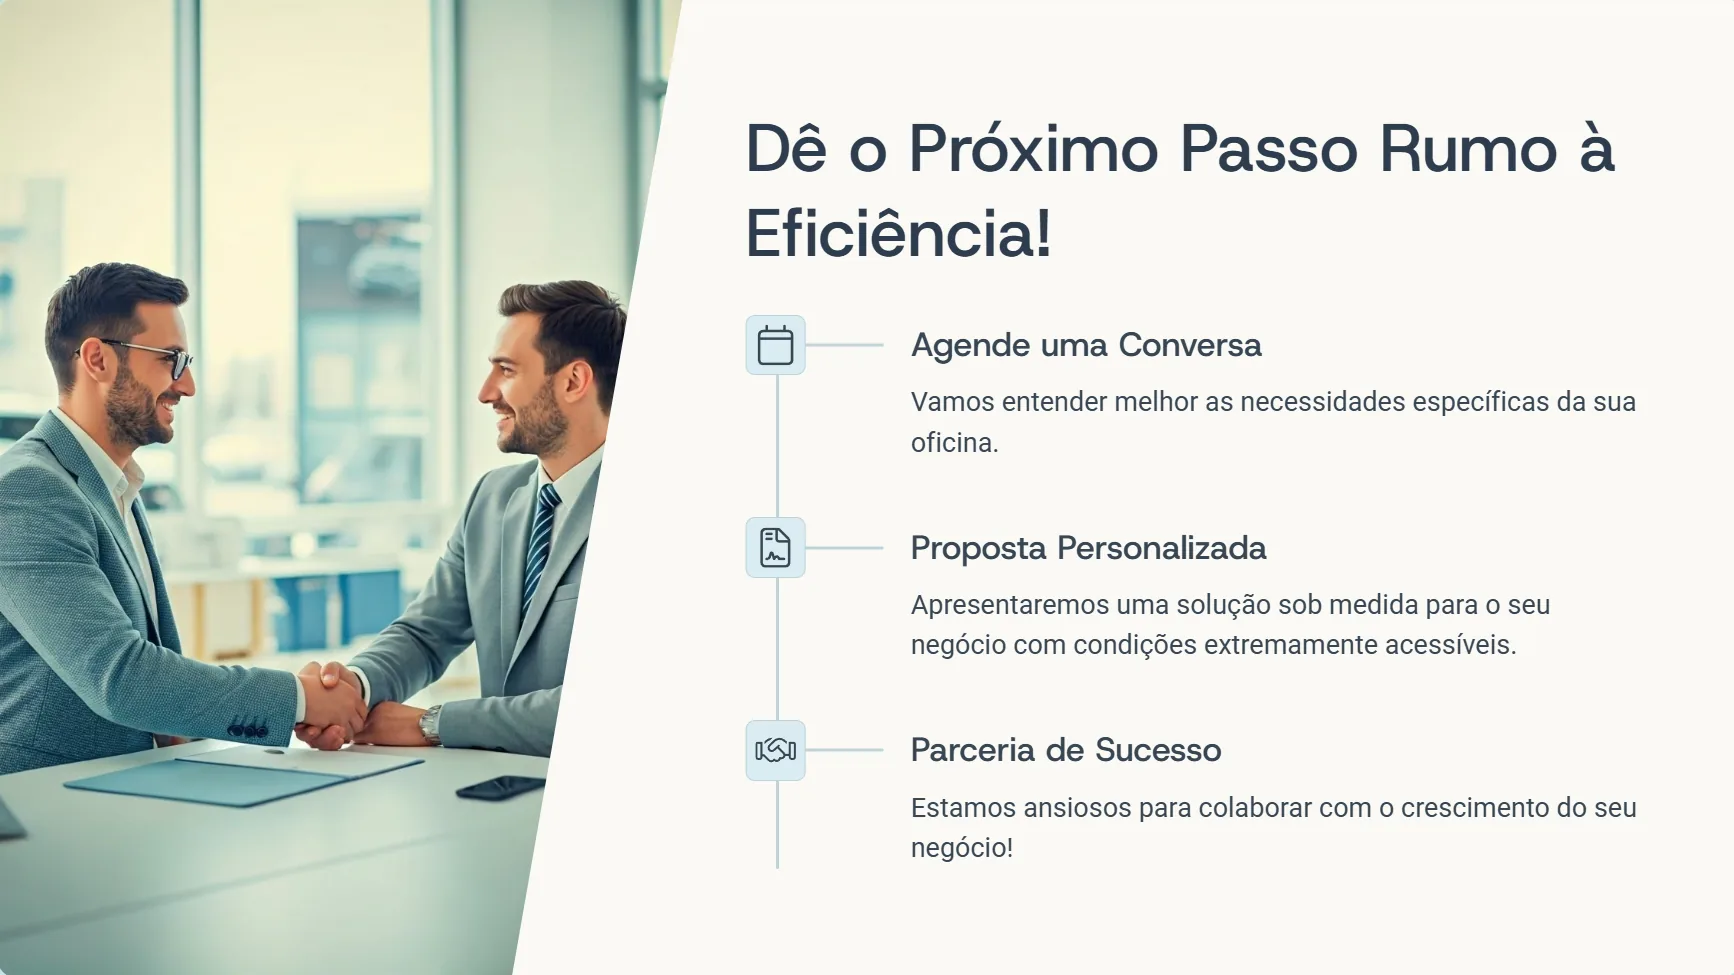 Dê o Próximo Passo Rumo à
Eficiência!
Agende uma Conversa
Vamos entender melhor as necessidades específicas da sua
oficina.
Proposta Personalizada
Apresentaremos uma solução sob medida para o seu
negócio com condições extremamente acessíveis.
Parceria de Sucesso
Estamos ansiosos para colaborar com o crescimento do seu
negócio!